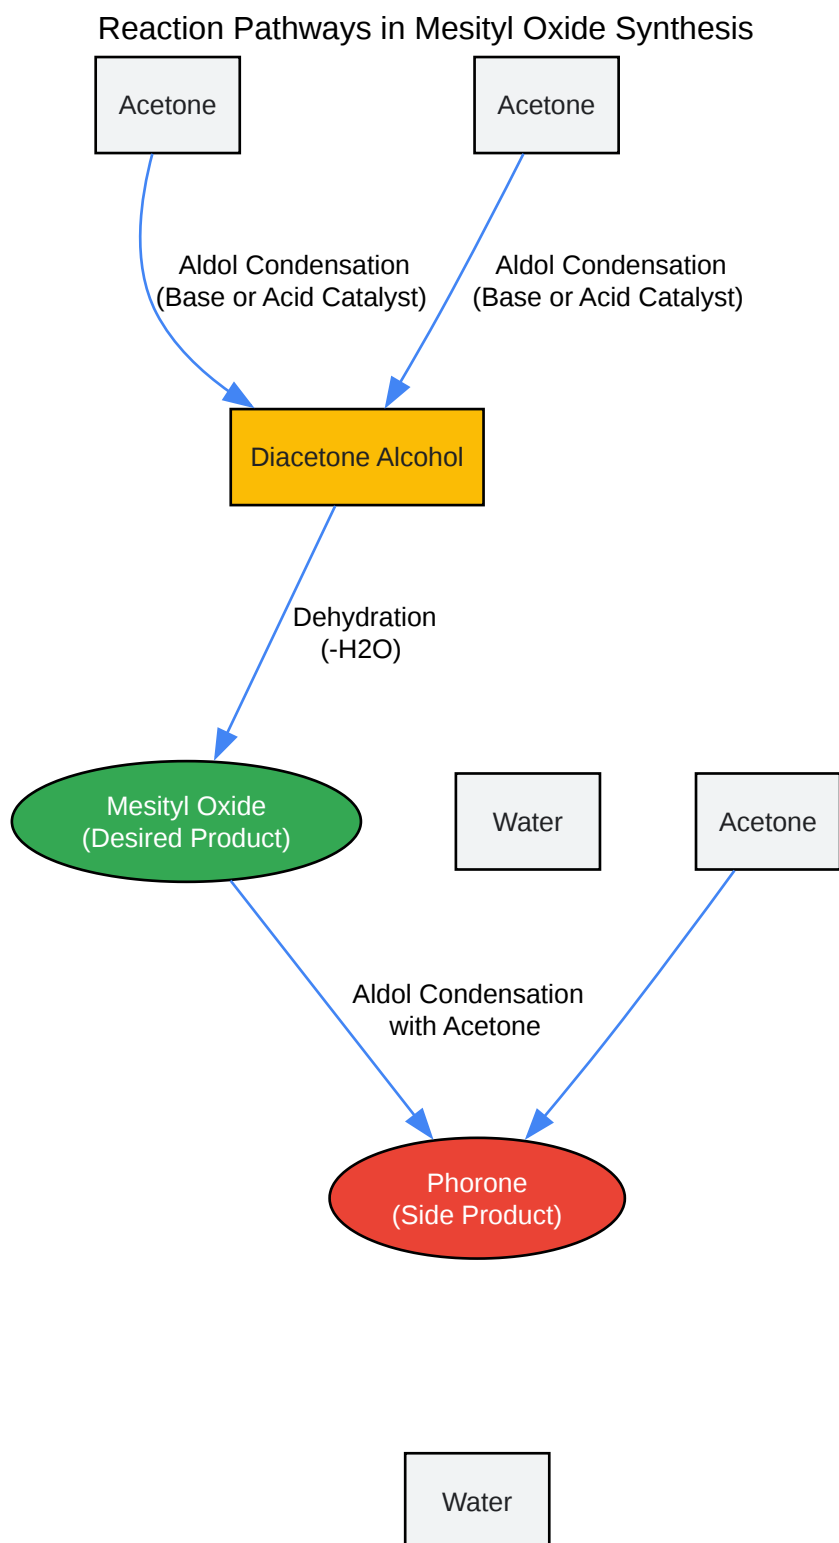 Reaction Pathways in Mesityl Oxide Synthesis
Acetone
Acetone
Aldol Condensation
(Base or Acid Catalyst)
Aldol Condensation
(Base or Acid Catalyst)
Diacetone Alcohol
Dehydration
(-H2O)
Mesityl Oxide
(Desired Product)
Water
Acetone
Aldol Condensation
with Acetone
Phorone
(Side Product)
Water